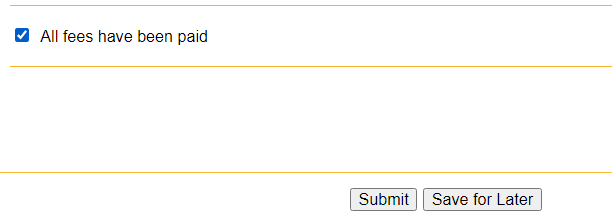 All fees have been paid
Submit Save for Later